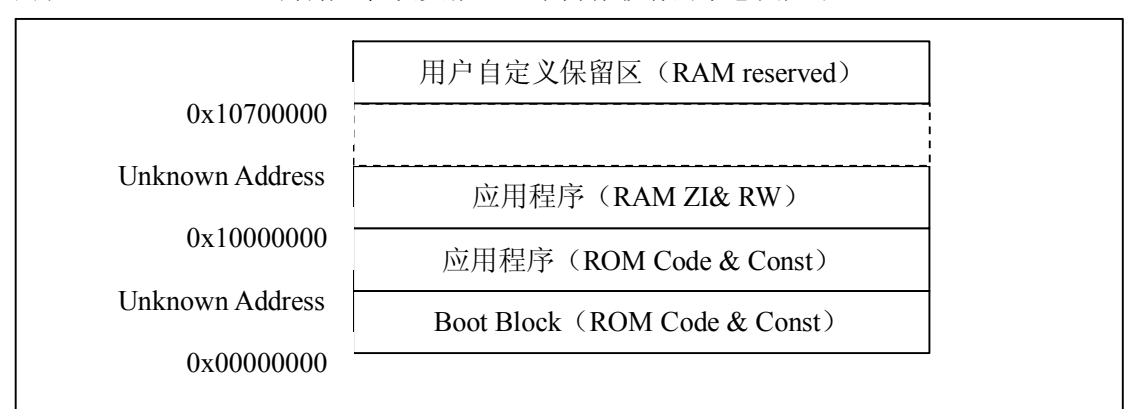 用户自定义保留区（RAM reserved）
0x10700000
Unknown Address
应用程序（RAM ZI& RW）
0x10000000
应用程序（ROM Code & Const）
Unknown Address
Boot Block（ROM Code & Const）
0x00000000